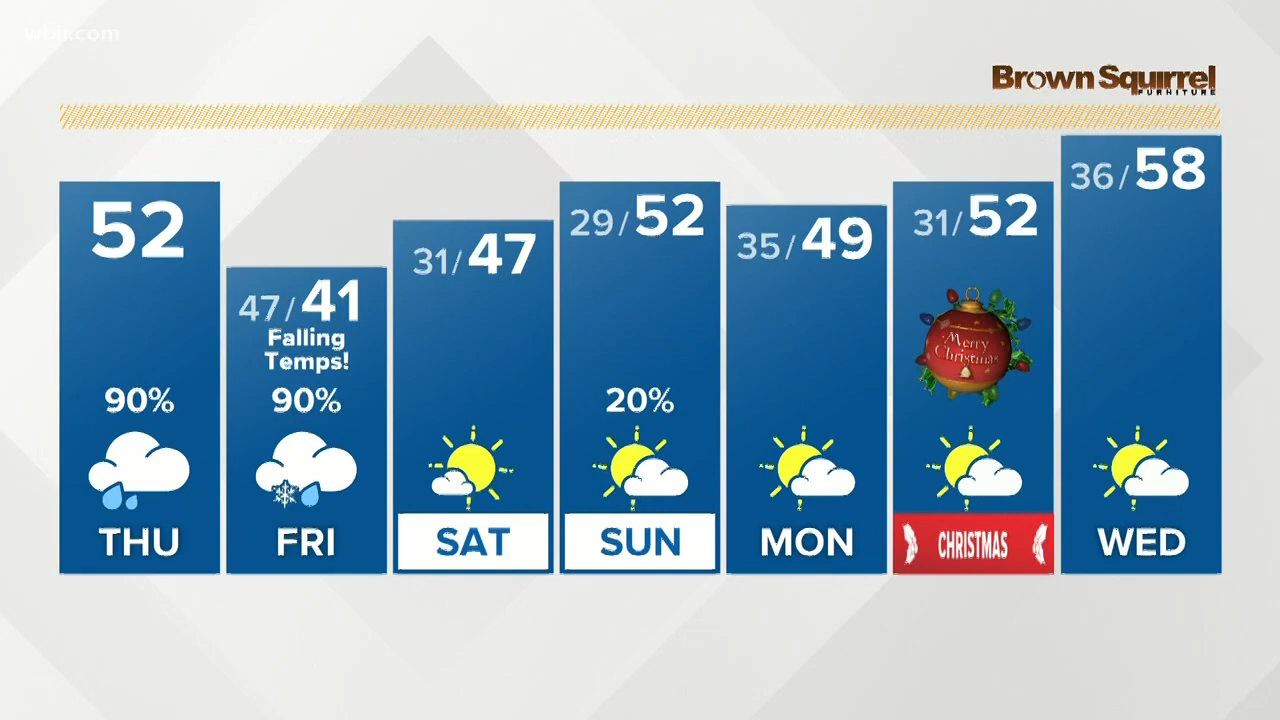 wbir.com
Brown Squirrel
FURNITURE
52
90%
THU
47/41
Falling
Temps!
90%
FRI
31/47
SAT
29/52
20%
SUN
35/49
MON
31/52
Merry
Christmas
CHRISTMAS
36/58
WED